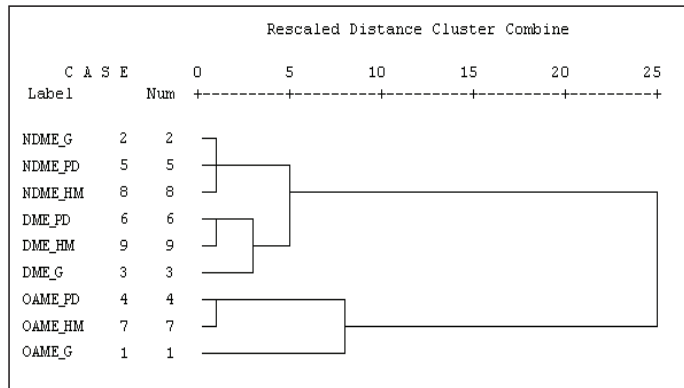 Rescaled Distance Cluster Combine
C A S E 0 5 10 15 20 25
Label Num +---------+---------+---------+---------+---------+
NDME_G 2 2
NDME_PD 5 5
NDME_HM 8 8
DME_PD 6 6
DME_HM 9 9
DME_G 3 3
OAME_PD 4 4
OAME_HM 7 7
OAME_G 1 1